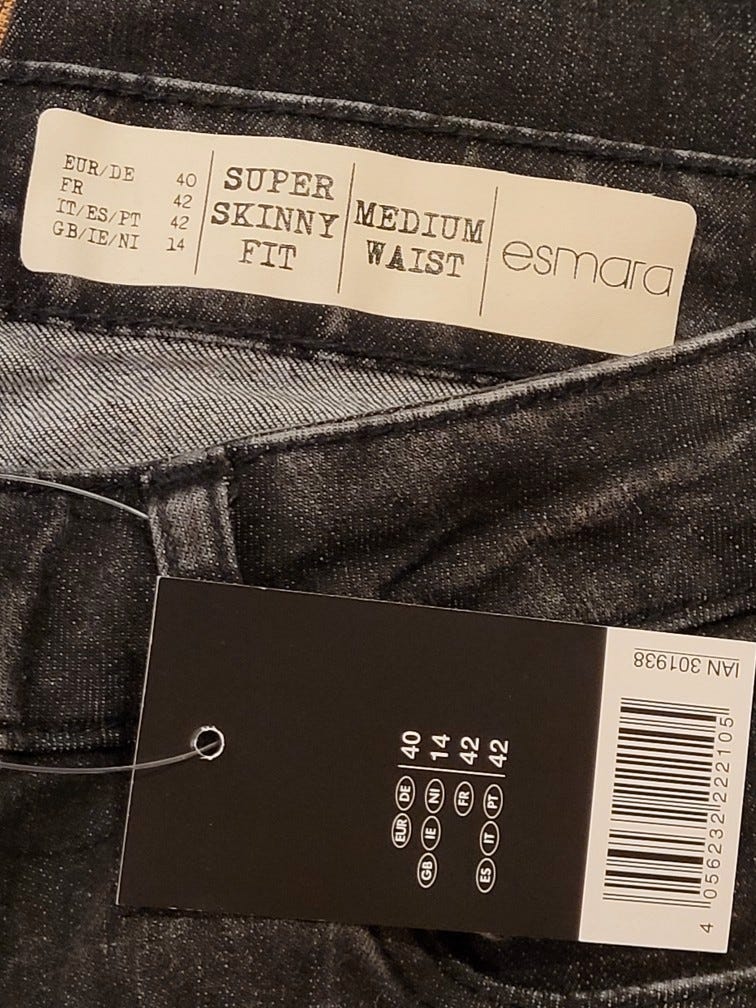 EUR/DE 40
FR 42
IT/ES/PT 42
GB/IE/NI 14
SUPER
SKINNY
FIT
MEDIUM
WAIST
esmara
EUR DE 40
GB IE NI 14
FR 42
ES IT PT 42
IAN 301938
4 056232 222105